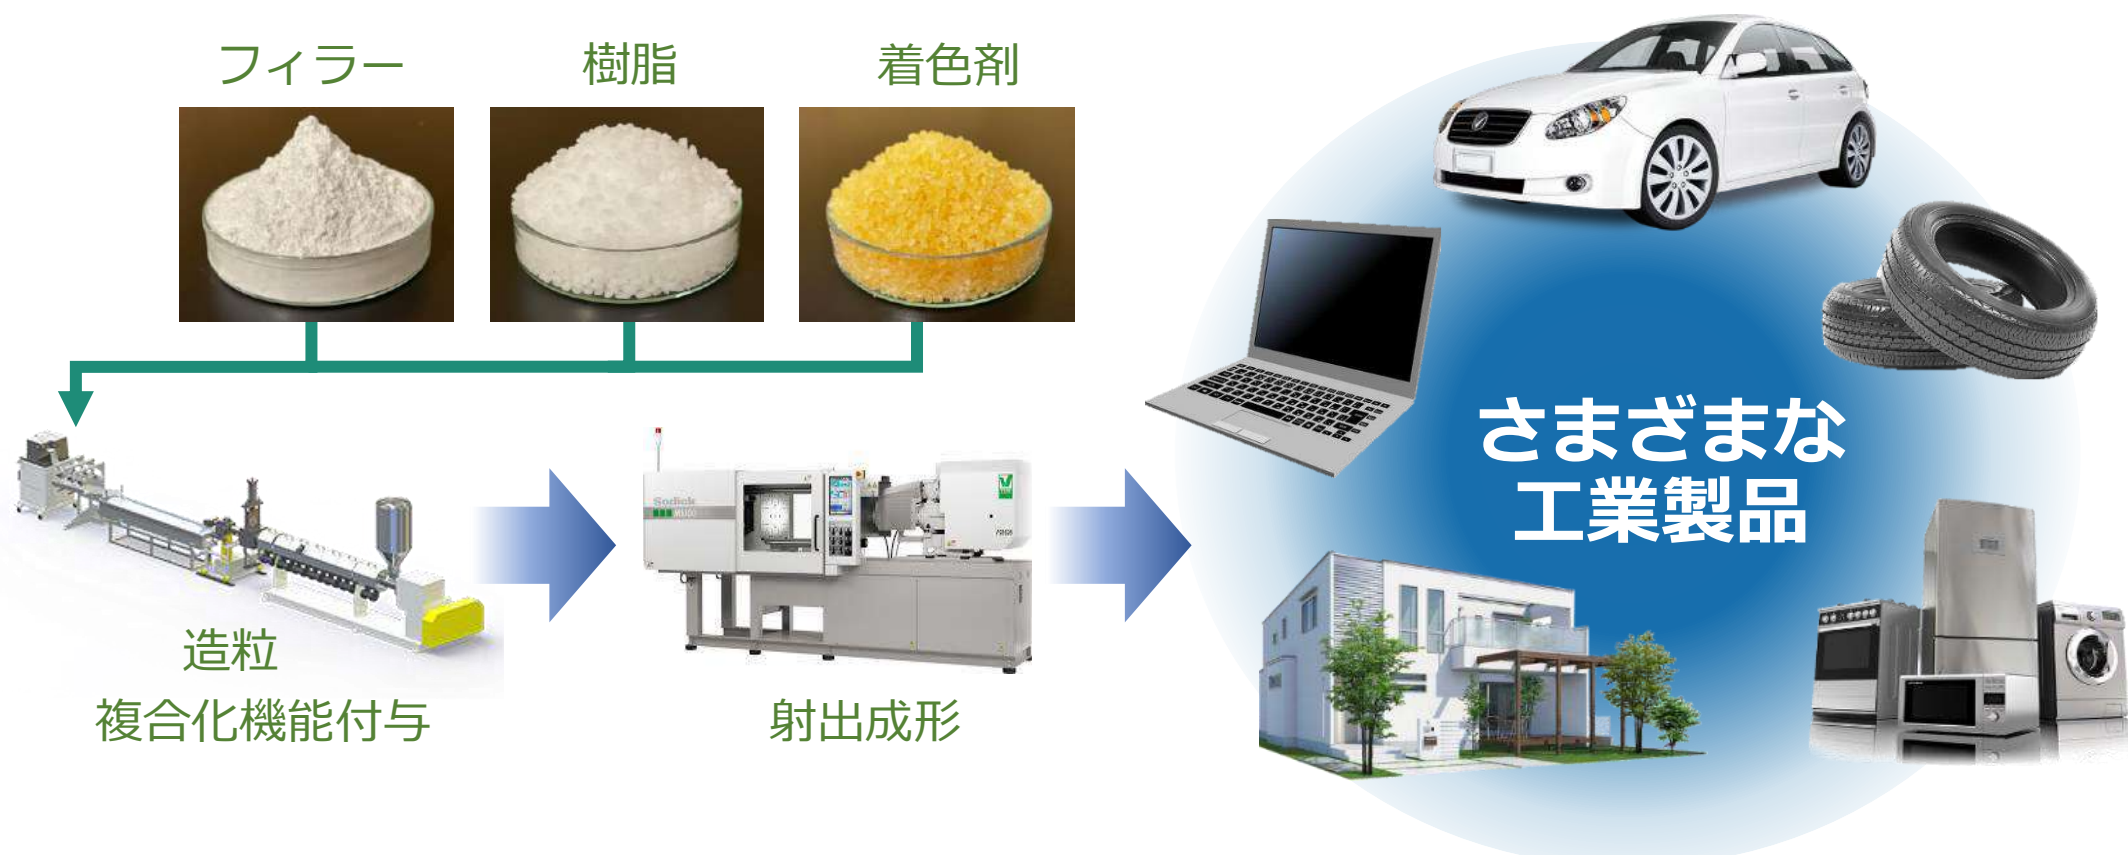 フィラー
樹脂
着色剤
造粒
複合化機能付与
Sodick
射出成形
さまざまな
工業製品